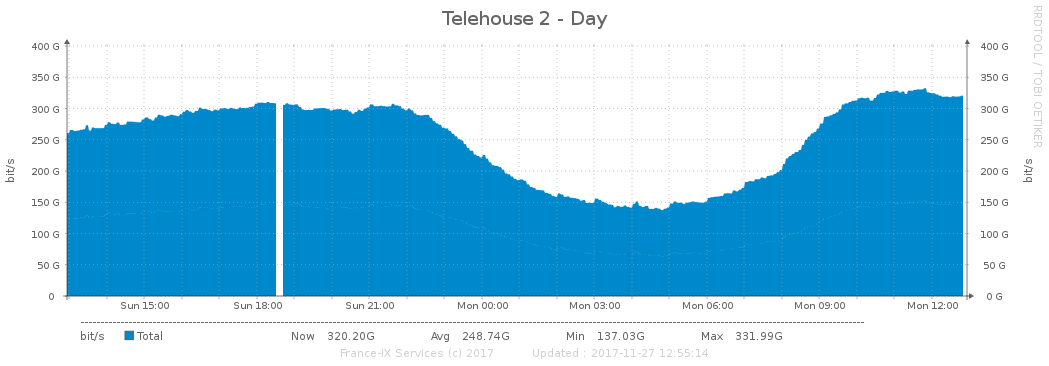 Telehouse 2 - Day
RRDTOOL / TOBI OETIKER
400 G 400 G
350 G 350 G
300 G 300 G
250 G 250 G
200 G 200 G
150 G 150 G
100 G 100 G
50 G 50 G
0 0 G
bit/s bit/s
Sun 15:00 Sun 18:00 Sun 21:00 Mon 00:00 Mon 03:00 Mon 06:00 Mon 09:00 Mon 12:00
bit/s Total Now 320.20G Avg 248.74G Min 137.03G Max 331.99G
France-IX Services (c) 2017 Updated : 2017-11-27 12:55:14